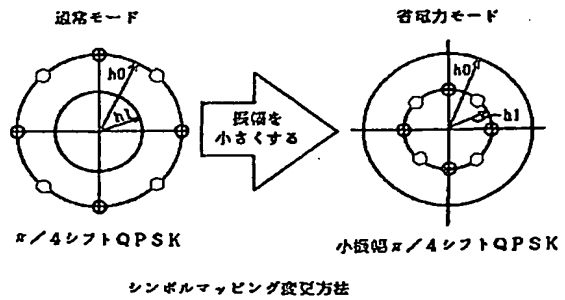 通常モード
省電力モード
h0
h1
h0
h1
振幅を
小さくする
π/4シフトQPSK
小振幅π/4シフトQPSK
シンボルマッピング変更方法